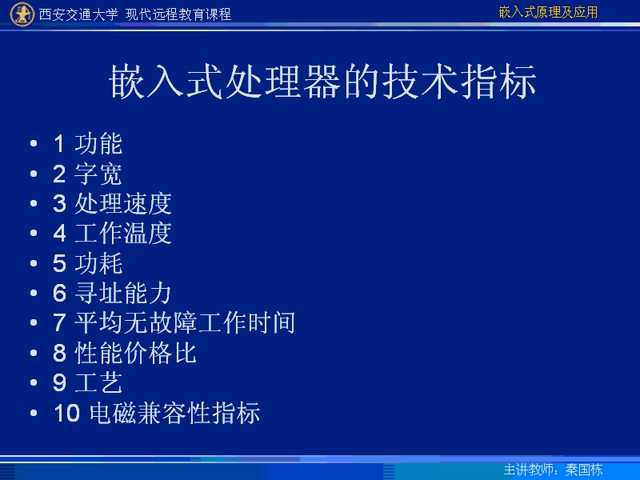 西安交通大学 现代远程教育课程
嵌入式原理及应用
嵌入式处理器的技术指标
• 1 功能
• 2 字宽
• 3 处理速度
• 4 工作温度
• 5 功耗
• 6 寻址能力
• 7 平均无故障工作时间
• 8 性能价格比
• 9 工艺
• 10 电磁兼容性指标
主讲教师：秦国栋